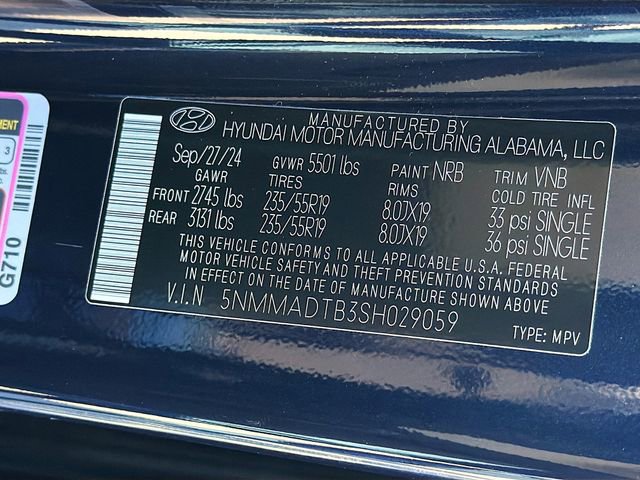 MANUFACTURED BY
HYUNDAI MOTOR MANUFACTURING ALABAMA, LLC
Sep/27/24 GVWR 5501 lbs PAINT NRB TRIM VNB
GAWR TIRES RIMS COLD TIRE INFL
FRONT 2745 lbs 235/55R19 8.0JX19 33 psi SINGLE
REAR 3131 lbs 235/55R19 8.0JX19 36 psi SINGLE
THIS VEHICLE CONFORMS TO ALL APPLICABLE U.S.A. FEDERAL
MOTOR VEHICLE SAFETY AND THEFT PREVENTION STANDARDS
IN EFFECT ON THE DATE OF MANUFACTURE SHOWN ABOVE
V.I.N 5NMMADTB3SH029059
TYPE: MPV
3
G710